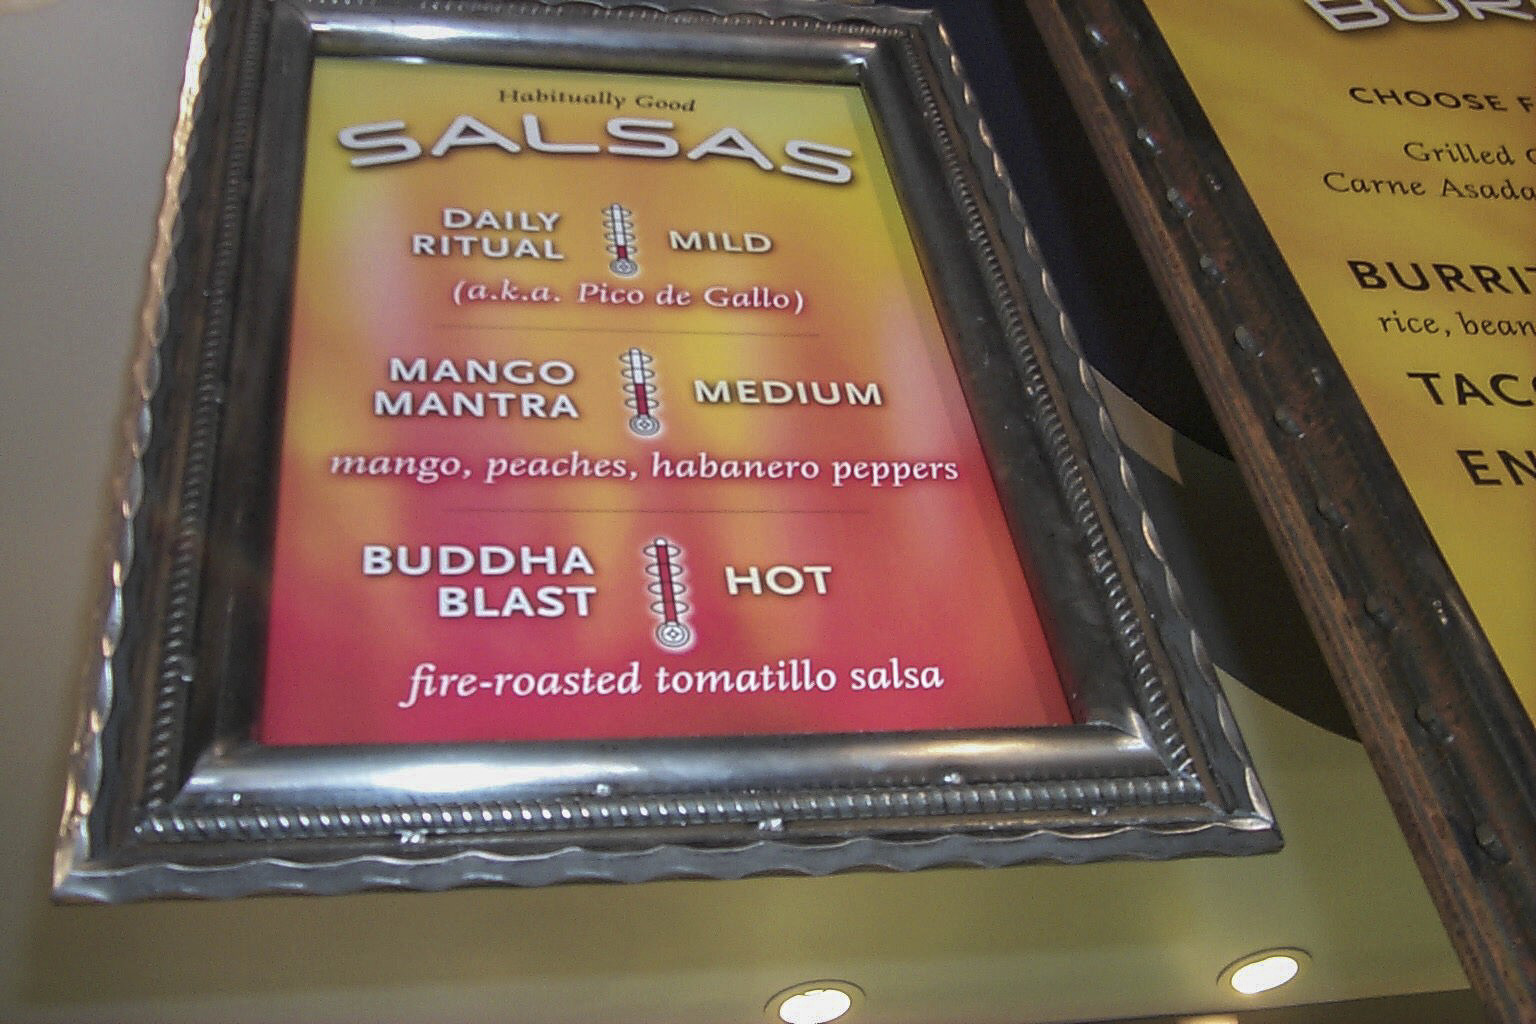 Habitually Good
SALSAS
DAILY
RITUAL
MILD
(a.k.a. Pico de Gallo)
MANGO
MANTRA
MEDIUM
mango, peaches, habanero peppers
BUDDHA
BLAST
HOT
fire-roasted tomatillo salsa
CHOOSE
Grilled
Carne Asada
rice,